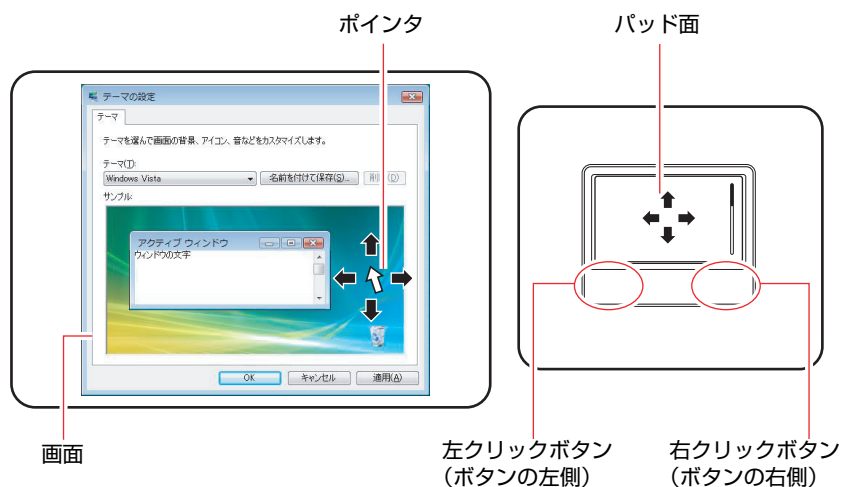 ポインタ
パッド面
テーマの設定
テーマ
テーマを選んで画面の背景、アイコン、音などをカスタマイズします。
テーマ(T):
Windows Vista
名前を付けて保存(S)...
削除(D)
サンプル:
アクティブ ウィンドウ
ウィンドウの文字
OK
キャンセル
適用(A)
画面
左クリックボタン
(ボタンの左側)
右クリックボタン
(ボタンの右側)